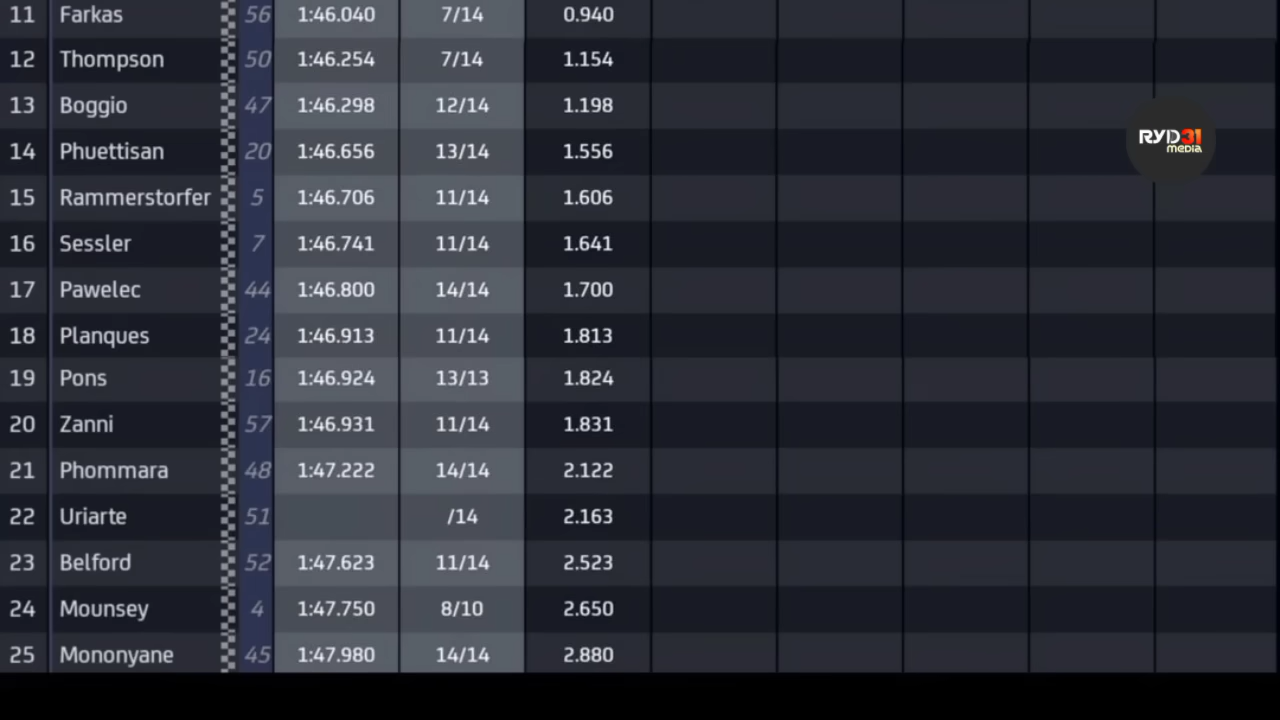 11 Farkas 56 1:46.040 7/14 0.940
12 Thompson 50 1:46.254 7/14 1.154
13 Boggio 47 1:46.298 12/14 1.198
14 Phuettisan 20 1:46.656 13/14 1.556
15 Rammerstorfer 5 1:46.706 11/14 1.606
16 Sessler 7 1:46.741 11/14 1.641
17 Pawelec 44 1:46.800 14/14 1.700
18 Planques 24 1:46.913 11/14 1.813
19 Pons 16 1:46.924 13/13 1.824
20 Zanni 57 1:46.931 11/14 1.831
21 Phommara 48 1:47.222 14/14 2.122
22 Uriarte 51 /14 2.163
23 Belford 52 1:47.623 11/14 2.523
24 Mounsey 4 1:47.750 8/10 2.650
25 Mononyane 45 1:47.980 14/14 2.880
RYD31
media